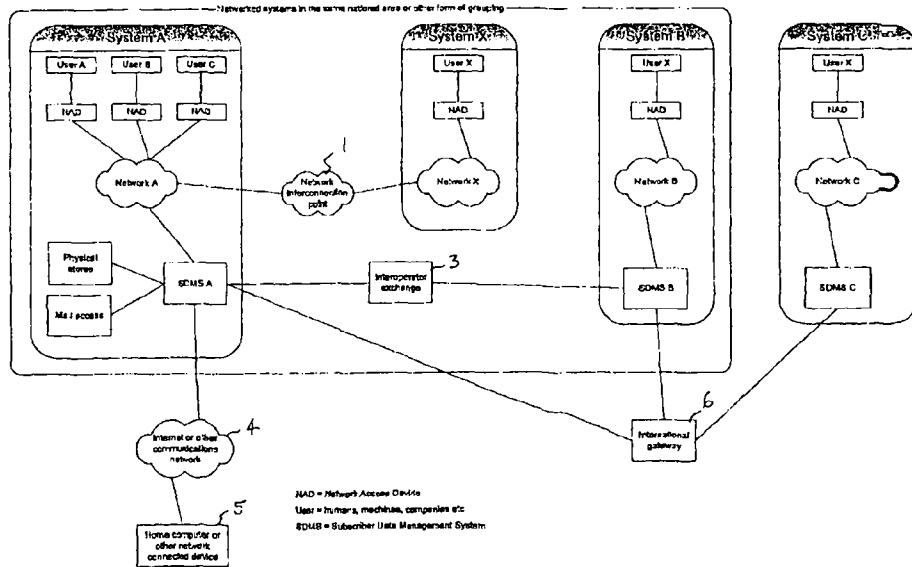 Networked systems in the same national area or other form of grouping
System A
System X
System B
System C
User A
User B
User C
User X
User X
User X
NAD
NAD
NAD
NAD
NAD
NAD
1
Network A
Network
interconnection
point
Network X
Network B
Network C
Physical
stores
SDMS A
Interoperator
exchange
3
SDMS B
SDMS C
Mail access
4
Internet or other
communications
network
6
International
gateway
5
Home computer or
other network
connected device
NAD = Network Access Device
User = humans, machines, companies etc
SDMS = Subscriber Data Management System